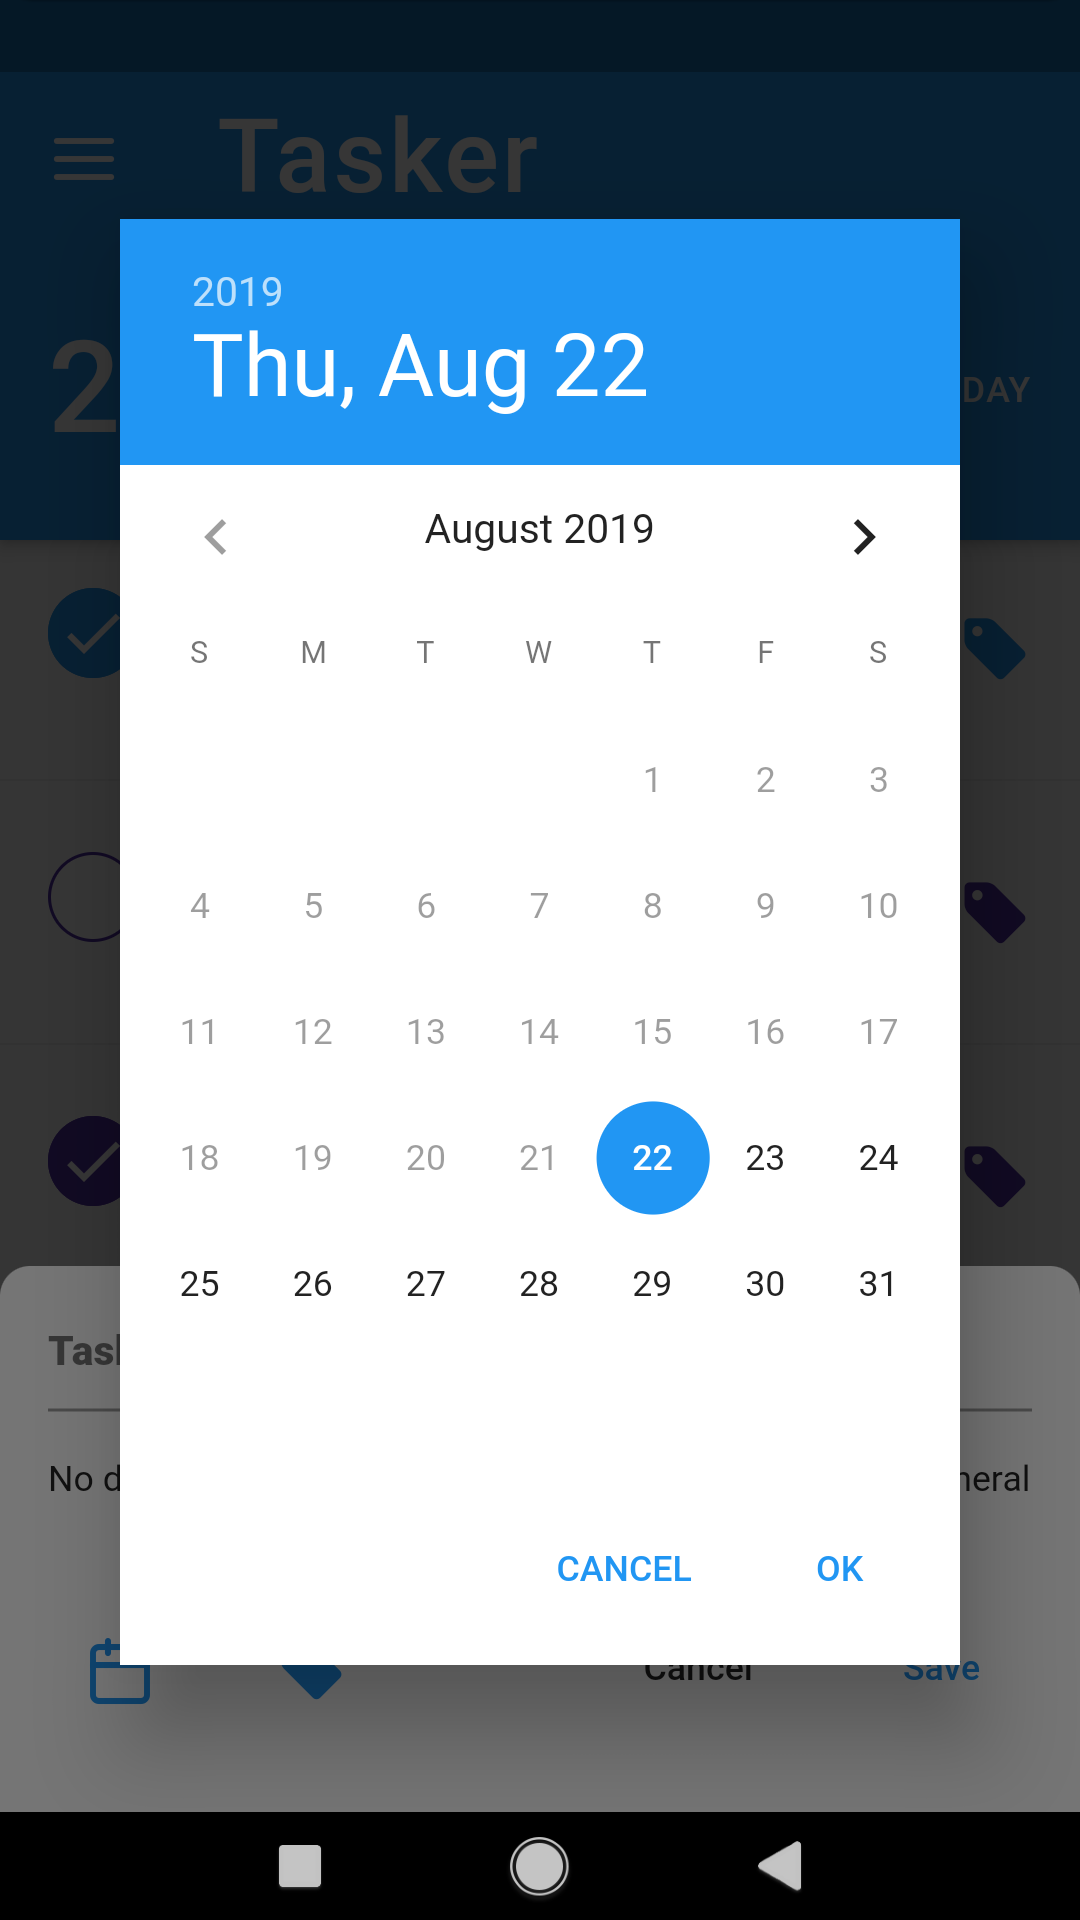 Tasker
2019
Thu, Aug 22
2
DAY
August 2019
S M T W T F S
1 2 3
4 5 6 7 8 9 10
11 12 13 14 15 16 17
18 19 20 21 22 23 24
25 26 27 28 29 30 31
Tas
No d
neral
CANCEL OK
Cancel Save